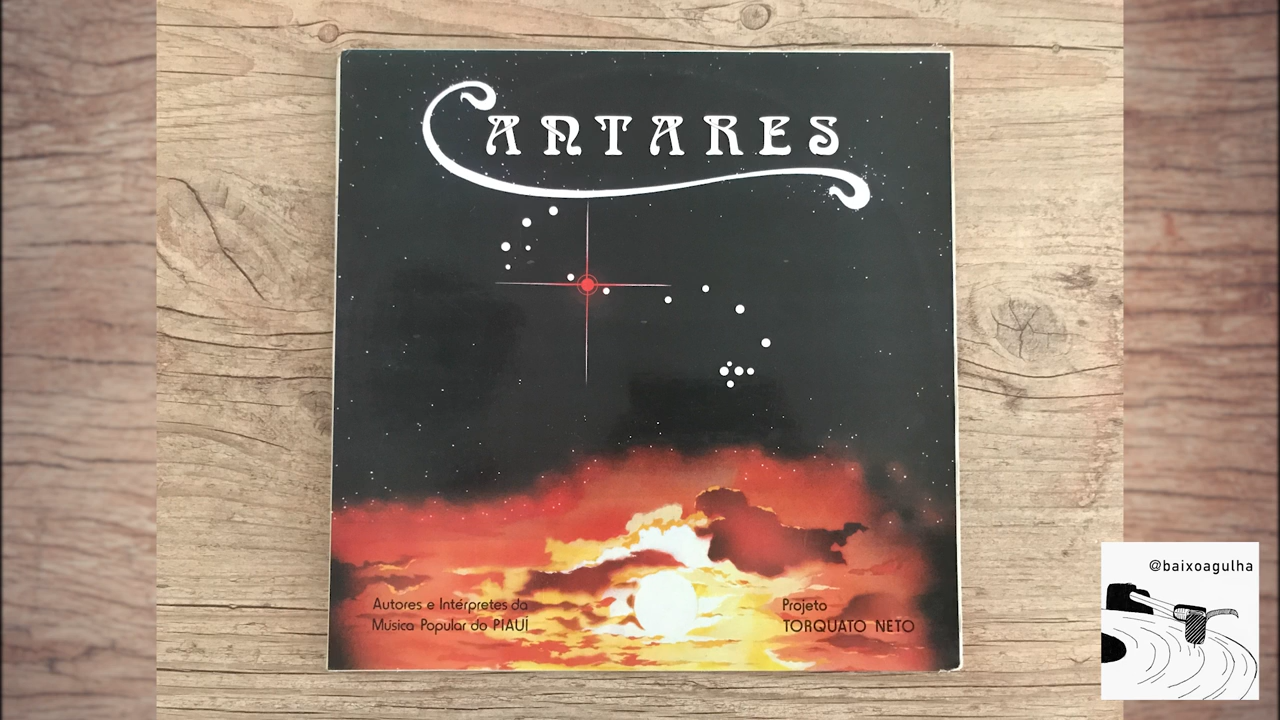 CANTARES
Autores e Intérpretes da
Música Popular do PIAUÍ
Projeto
TORQUATO NETO
@baixoagulha